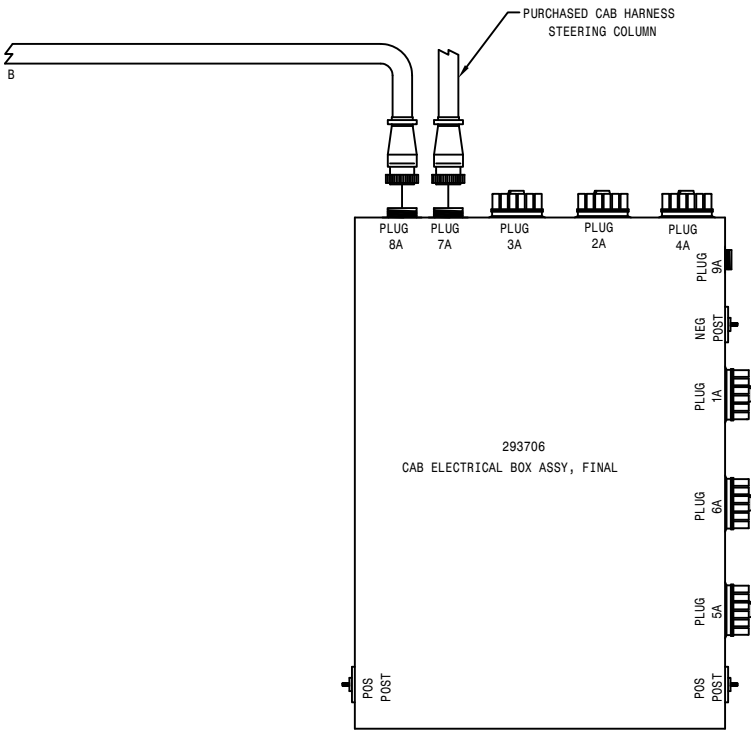 PURCHASED CAB HARNESS
STEERING COLUMN
B
PLUG
8A
PLUG
7A
PLUG
3A
PLUG
2A
PLUG
4A
PLUG
9A
NEG
POST
PLUG
1A
293706
CAB ELECTRICAL BOX ASSY, FINAL
PLUG
6A
PLUG
5A
POS
POST
POS
POST